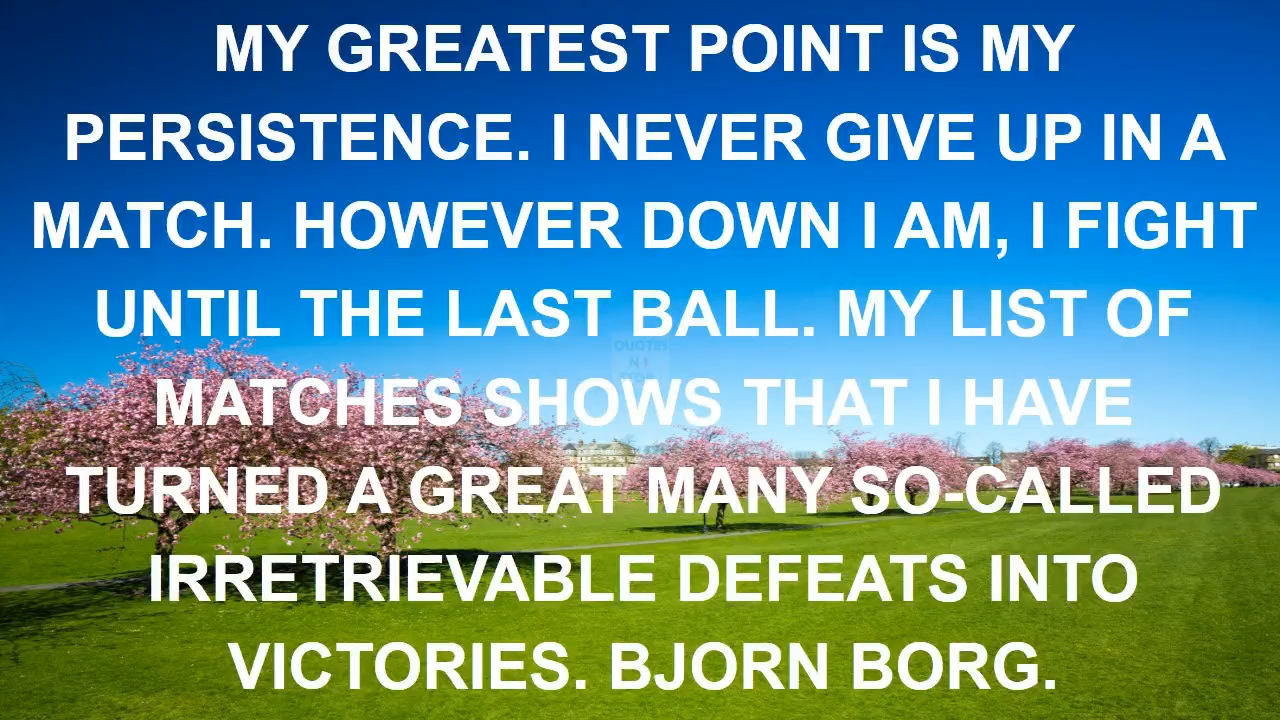 MY GREATEST POINT IS MY
PERSISTENCE. I NEVER GIVE UP IN A
MATCH. HOWEVER DOWN I AM, I FIGHT
UNTIL THE LAST BALL. MY LIST OF
QUOTES
MATCHES SHOWS THAT I HAVE
TURNED A GREAT MANY SO-CALLED
IRRETRIEVABLE DEFEATS INTO
VICTORIES. BJORN BORG.